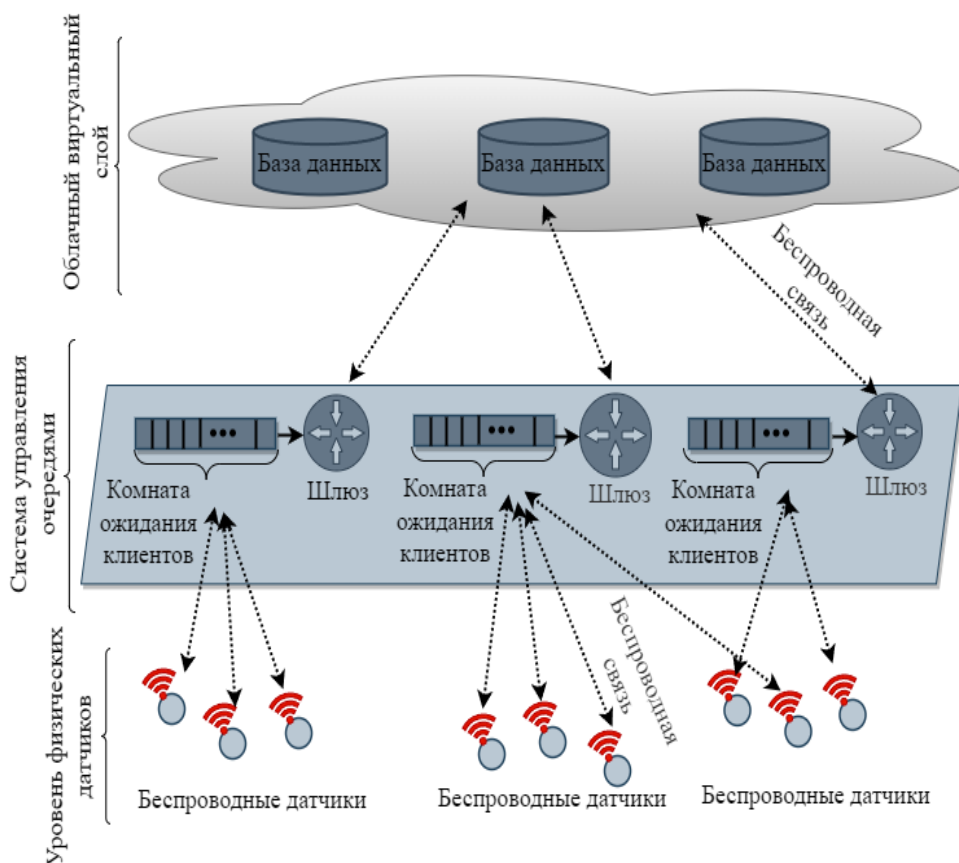 Облачный виртуальный
слой
База данных
База данных
База данных
Беспроводная
связь
Система управления
очередями
Комната
ожидания
клиентов
Шлюз
Комната
ожидания
клиентов
Шлюз
Комната
ожидания
клиентов
Шлюз
Беспроводная
связь
Уровень физических
датчиков
Беспроводные датчики
Беспроводные датчики
Беспроводные датчики